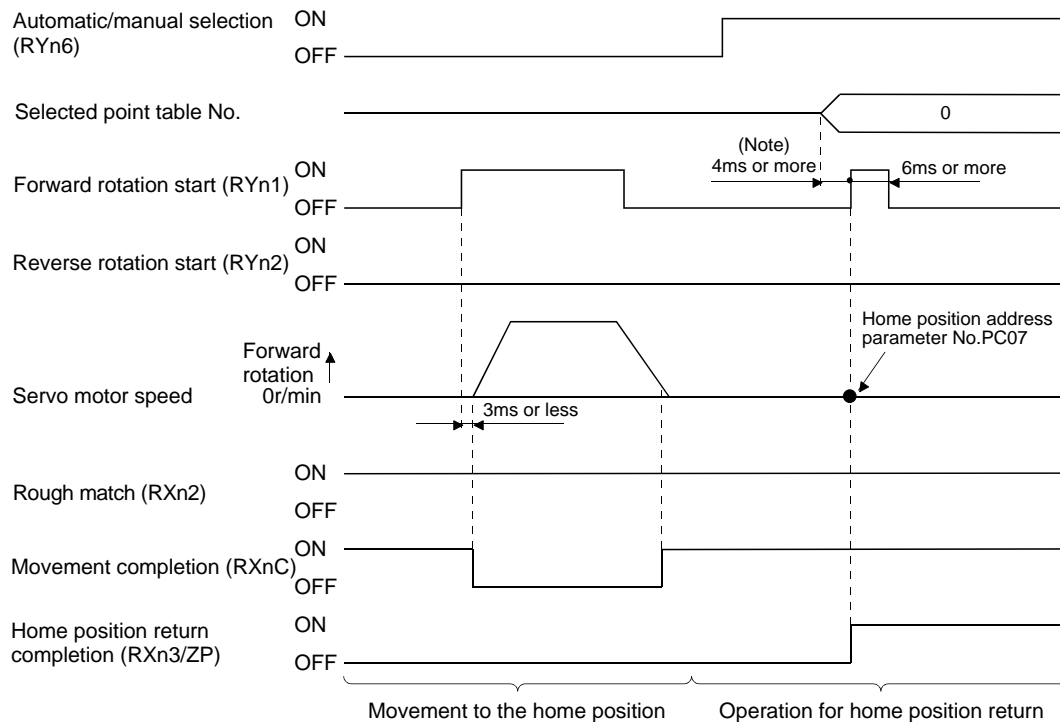 Automatic/manual selection
(RYn6)
ON
OFF
Selected point table No.
0
(Note)
4ms or more
6ms or more
Forward rotation start (RYn1)
ON
OFF
Reverse rotation start (RYn2)
ON
OFF
Home position address
parameter No.PC07
Forward
rotation
Servo motor speed
0r/min
3ms or less
Rough match (RXn2)
ON
OFF
Movement completion (RXnC)
ON
OFF
Home position return
completion (RXn3/ZP)
ON
OFF
Movement to the home position
Operation for home position return